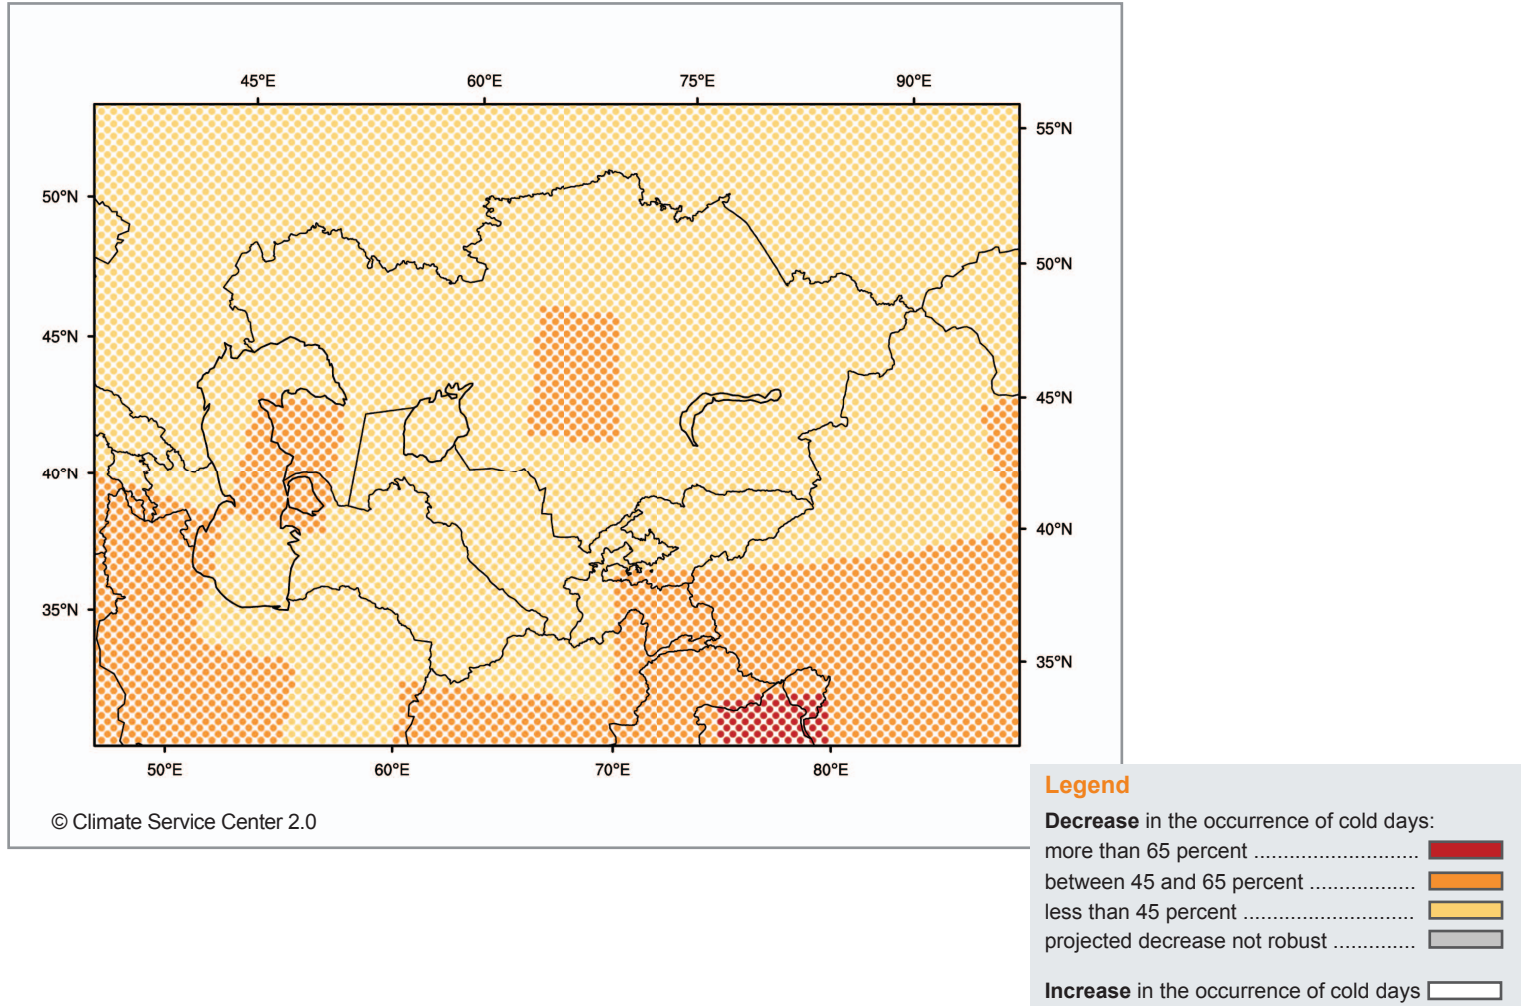 45°E 60°E 75°E 90°E
55°N
50°N
50°N
45°N
45°N
40°N
40°N
35°N
35°N
50°E 60°E 70°E 80°E
© Climate Service Center 2.0
Legend
Decrease in the occurrence of cold days:
more than 65 percent ............................
between 45 and 65 percent ..................
less than 45 percent .............................
projected decrease not robust ..............
Increase in the occurrence of cold days